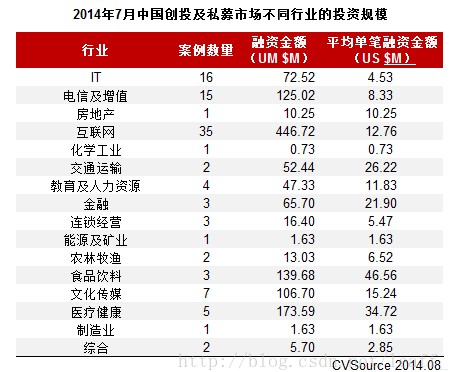 2014年7月中国创投及私募市场不同行业的投资规模
行业 案例数量 融资金额（UM $M） 平均单笔融资金额（US $M）
IT 16 72.52 4.53
电信及增值 15 125.02 8.33
房地产 1 10.25 10.25
互联网 35 446.72 12.76
化学工业 1 0.73 0.73
交通运输 2 52.44 26.22
教育及人力资源 4 47.33 11.83
金融 3 65.70 21.90
连锁经营 3 16.40 5.47
能源及矿业 1 1.63 1.63
农林牧渔 2 13.03 6.52
食品饮料 3 139.68 46.56
文化传媒 7 106.70 15.24
医疗健康 5 173.59 34.72
制造业 1 1.63 1.63
综合 2 5.70 2.85
CVSource 2014.08